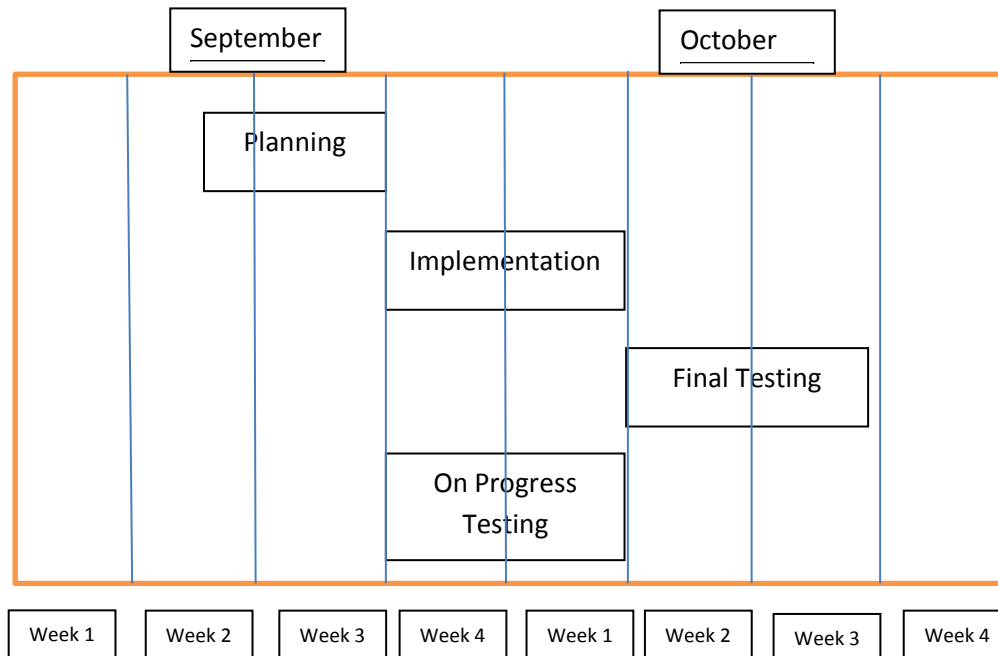 September
October
Planning
Implementation
Final Testing
On Progress
Testing
Week 1
Week 2
Week 3
Week 4
Week 1
Week 2
Week 3
Week 4